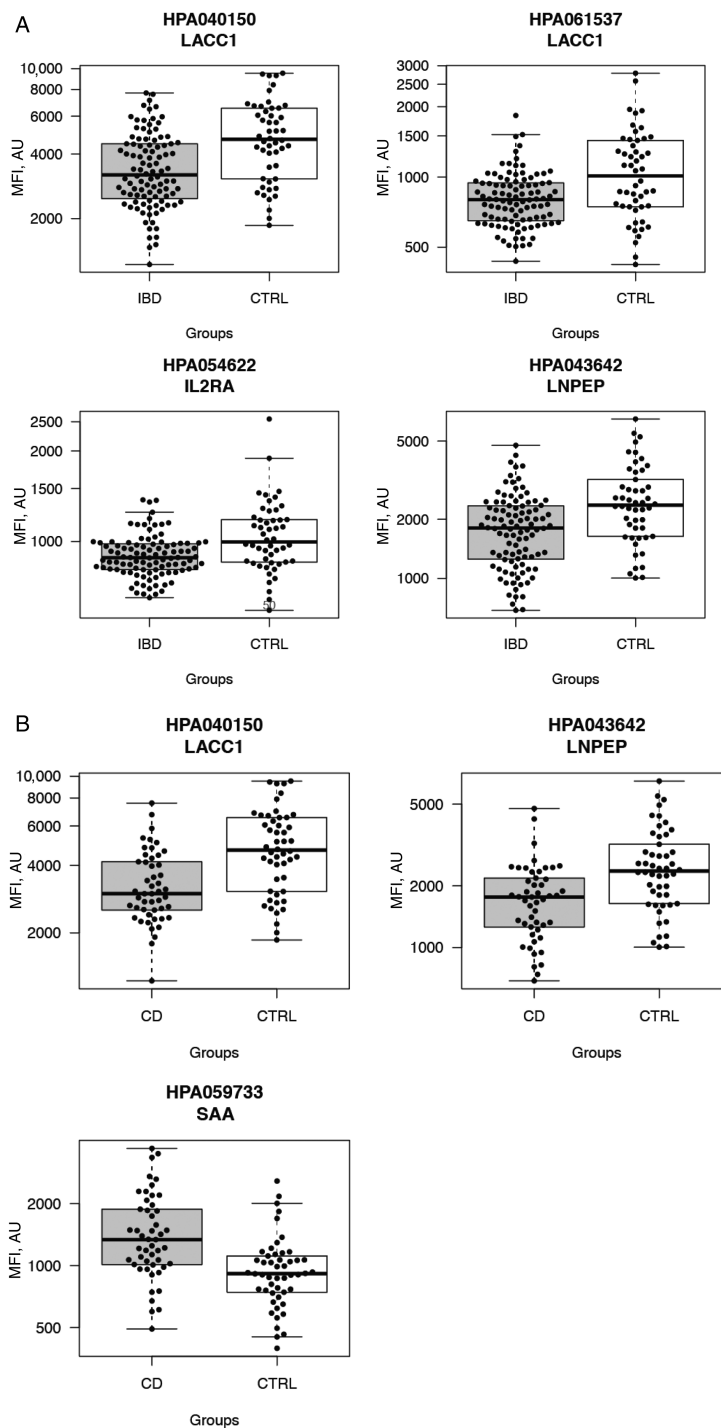 A
HPA040150
LACC1
10,000
8000
6000
4000
2000
MFI, AU
IBD
CTRL
Groups
HPA061537
LACC1
3000
2500
2000
1500
1000
500
MFI, AU
IBD
CTRL
Groups
HPA054622
IL2RA
2500
2000
1500
1000
MFI, AU
50
IBD
CTRL
Groups
HPA043642
LNPEP
5000
2000
1000
MFI, AU
IBD
CTRL
Groups
B
HPA040150
LACC1
10,000
8000
6000
4000
2000
MFI, AU
CD
CTRL
Groups
HPA043642
LNPEP
5000
2000
1000
MFI, AU
CD
CTRL
Groups
HPA059733
SAA
2000
1000
500
MFI, AU
CD
CTRL
Groups